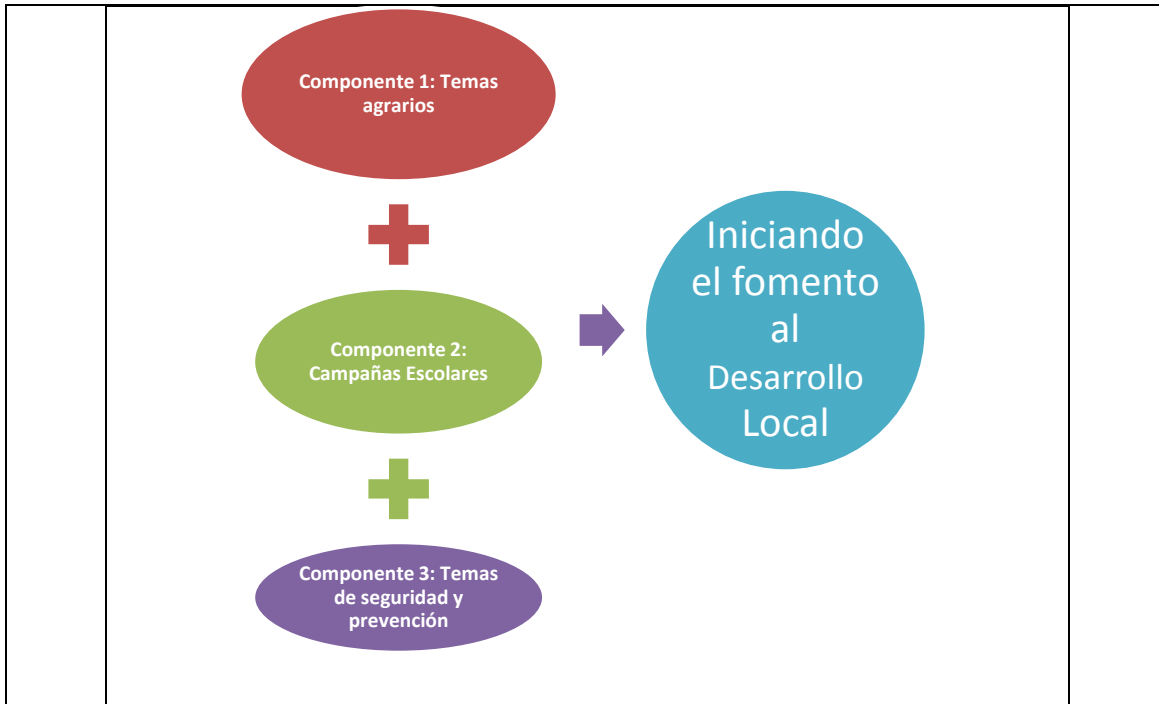 Componente 1: Temas
agrarios
Componente 2:
Campañas Escolares
Componente 3: Temas
de seguridad y
prevención
Iniciando
el fomento
al
Desarrollo
Local